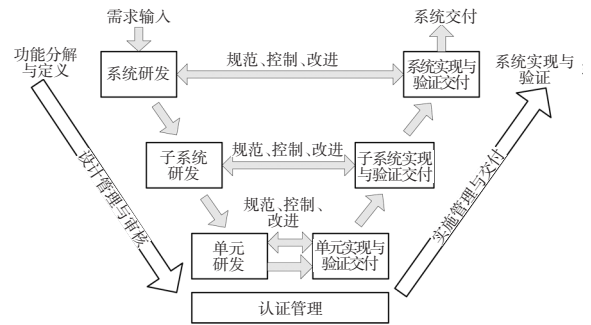 需求输入
系统交付
功能分解
与定义
系统研发
规范、控制、改进
系统实现与
验证交付
系统实现与
验证
子系统
研发
规范、控制、改进
子系统实现
与验证交付
设计管理与审核
规范、控制、
改进
实施管理与交付
单元
研发
单元实现与
验证交付
认证管理